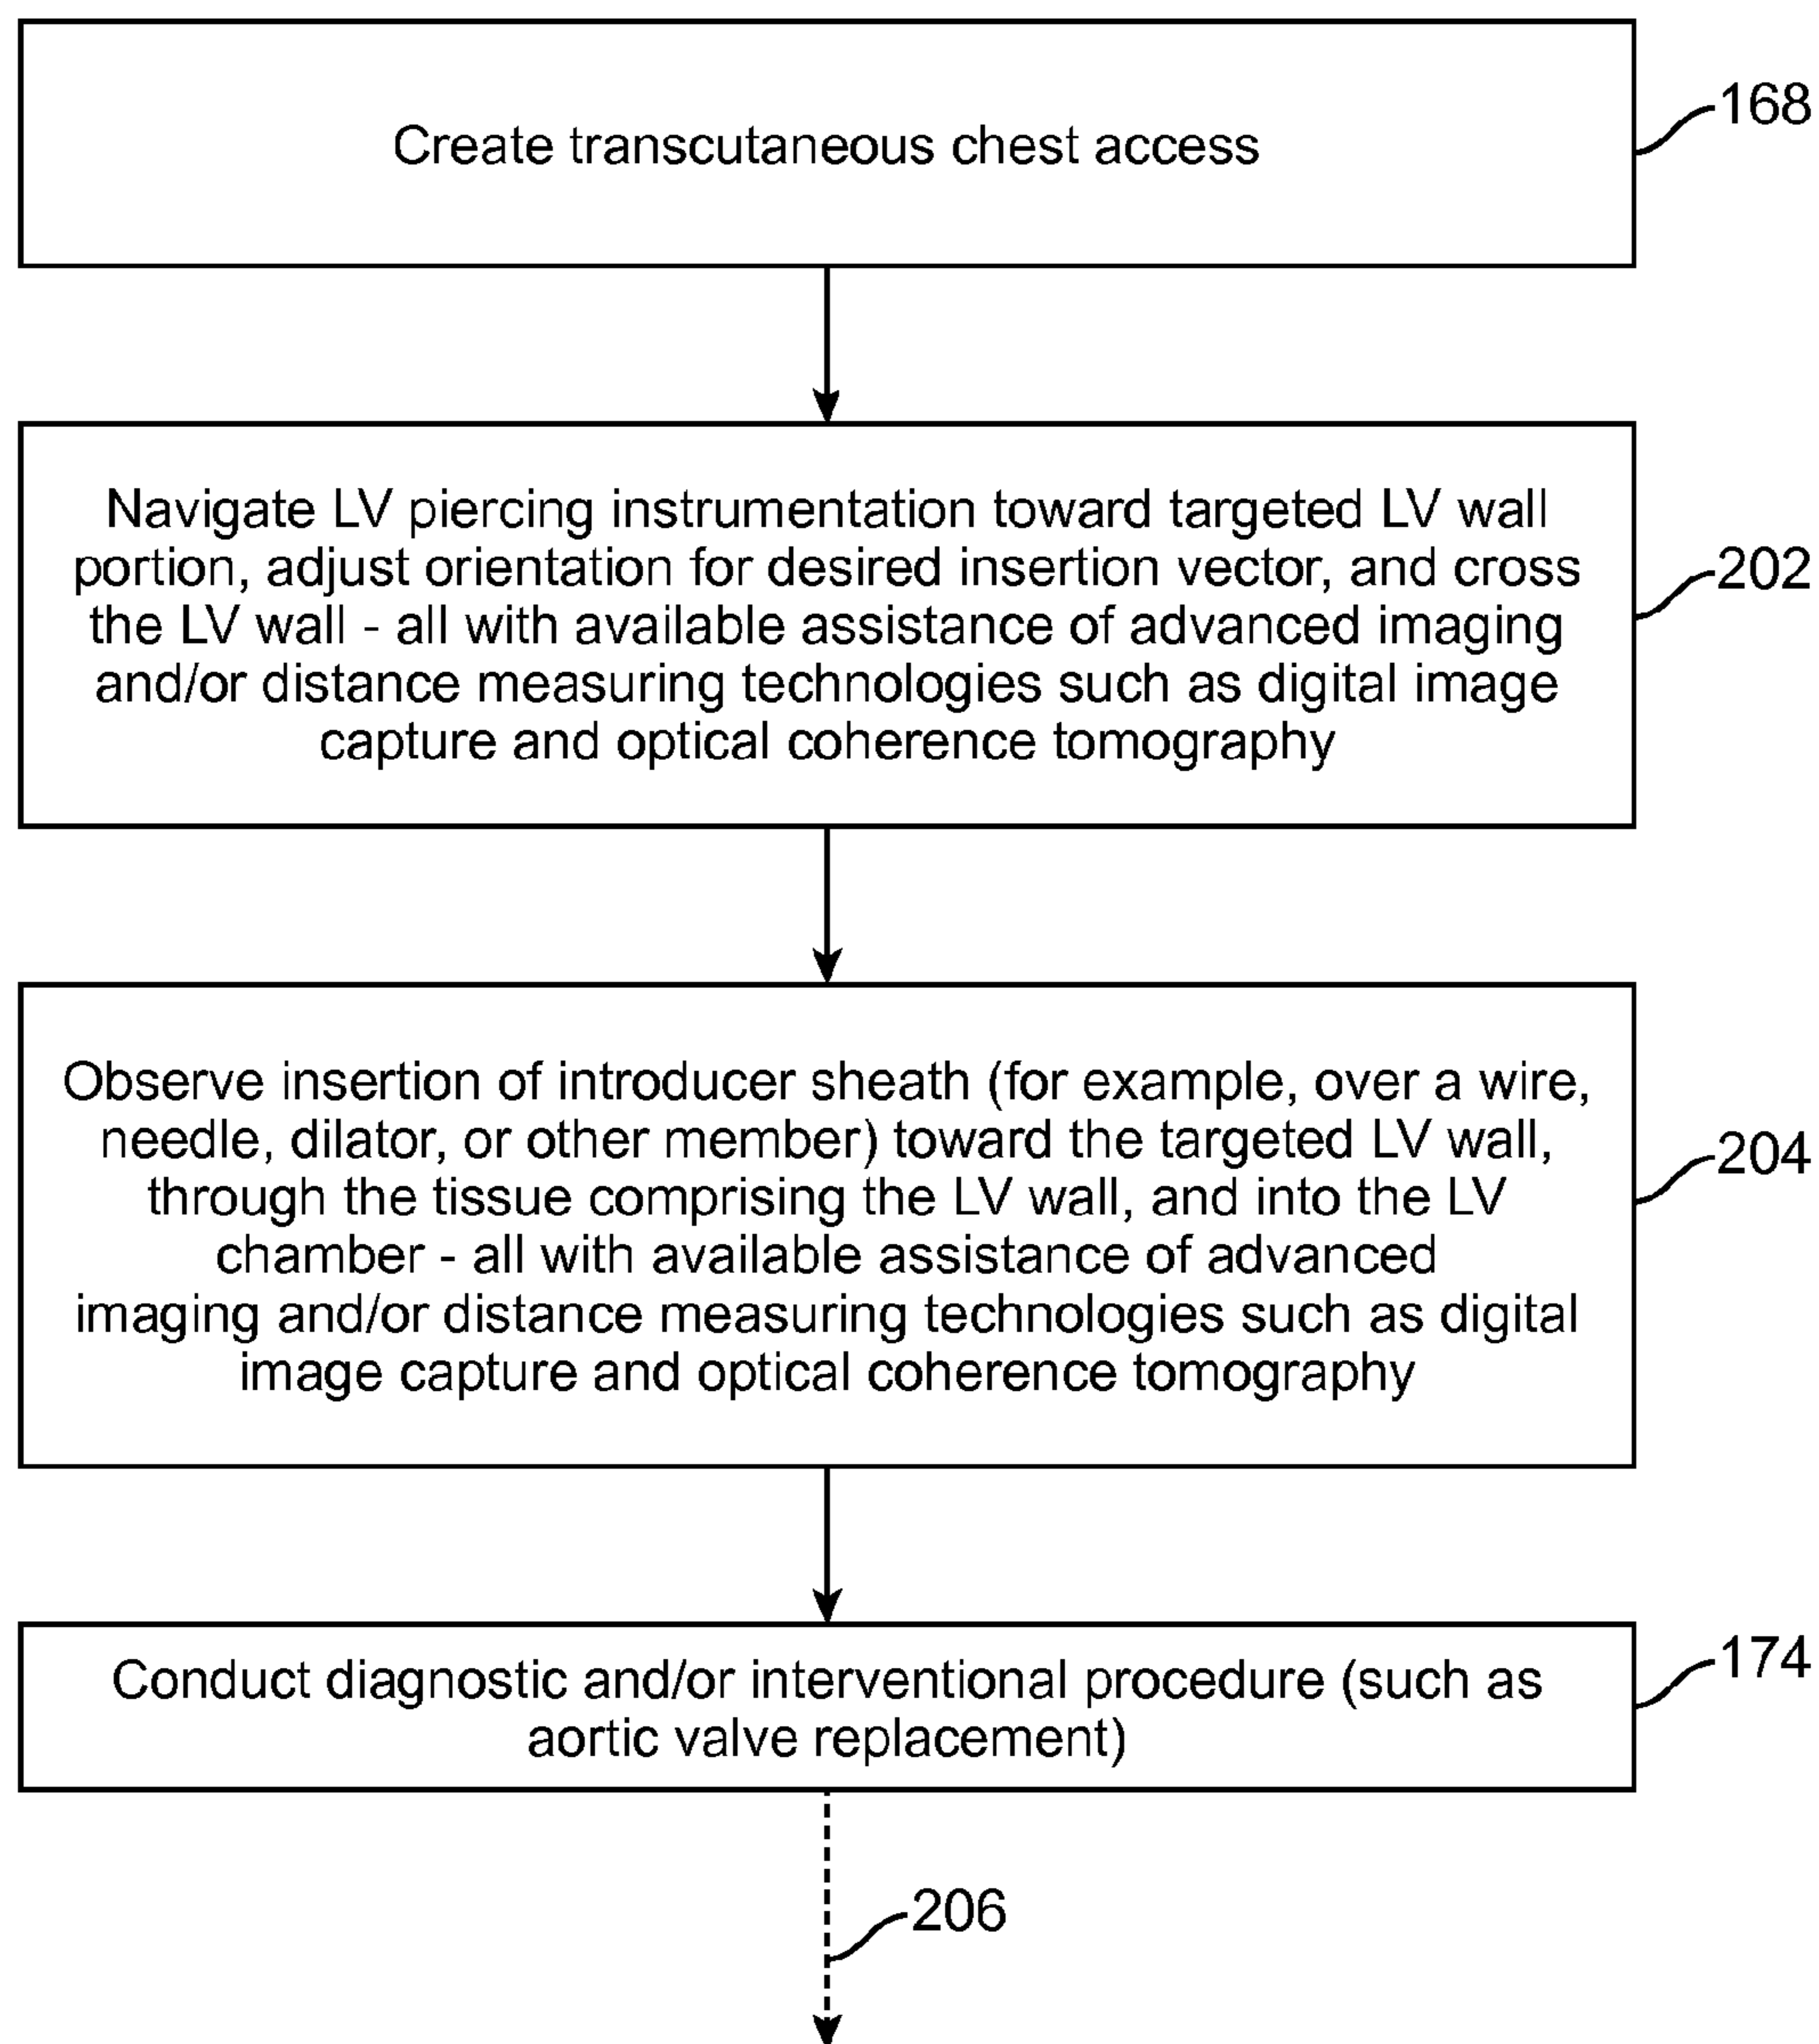 Create transcutaneous chest access
168
Navigate LV piercing instrumentation toward targeted LV wall
portion, adjust orientation for desired insertion vector, and cross
the LV wall - all with available assistance of advanced imaging
and/or distance measuring technologies such as digital image
capture and optical coherence tomography
202
Observe insertion of introducer sheath (for example, over a wire,
needle, dilator, or other member) toward the targeted LV wall,
through the tissue comprising the LV wall, and into the LV
chamber - all with available assistance of advanced
imaging and/or distance measuring technologies such as digital
image capture and optical coherence tomography
204
Conduct diagnostic and/or interventional procedure (such as
aortic valve replacement)
174
206